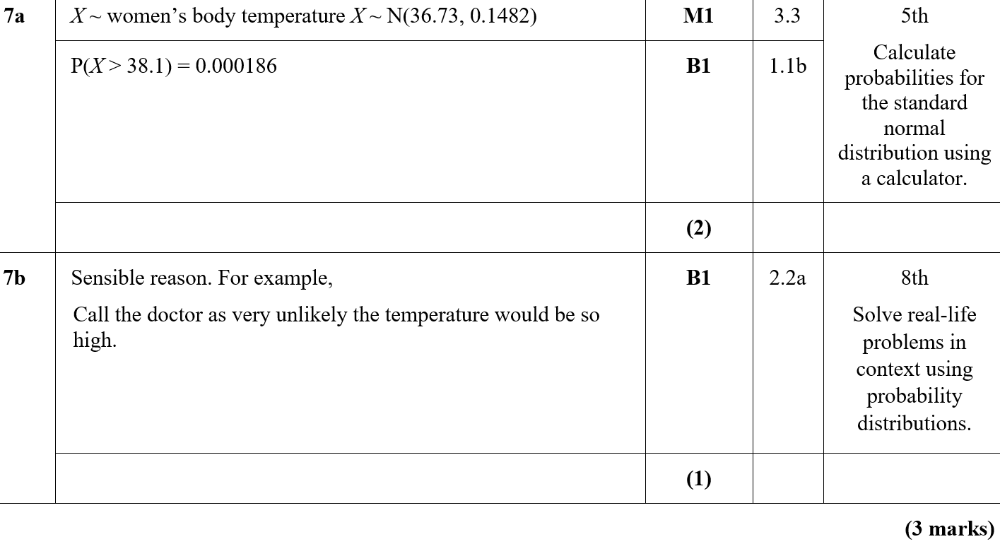 7a X ~ women’s body temperature X ~ N(36.73, 0.1482) M1 3.3 5th
Calculate
probabilities for
the standard
normal
distribution using
a calculator.
P(X > 38.1) = 0.000186 B1 1.1b
(2)
7b Sensible reason. For example, B1 2.2a 8th
Call the doctor as very unlikely the temperature would be so
high.
Solve real-life
problems in
context using
probability
distributions.
(1)
(3 marks)